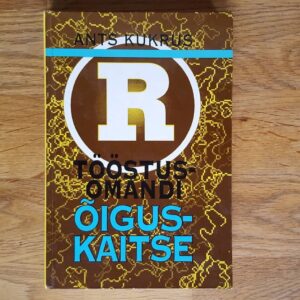 ANTS KUKRUS
R
TÖÖSTUS-
OMANDI
ÕIGUS-
KAITSE